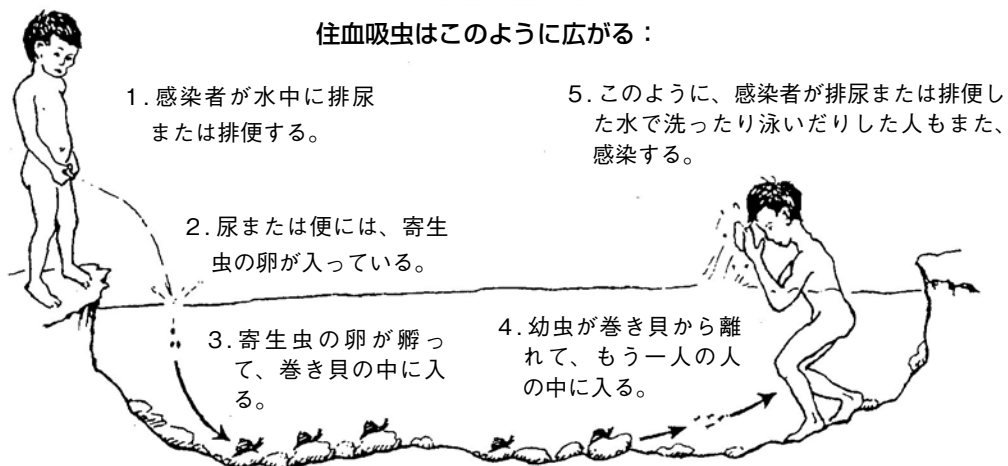 住血吸虫はこのように広がる：
1. 感染者が水中に排尿
または排便する。
2. 尿または便には、寄生
虫の卵が入っている。
3. 寄生虫の卵が孵っ
て、巻き貝の中に入
る。
4. 幼虫が巻き貝から離
れて、もう一人の人
の中に入る。
5. このように、感染者が排尿または排便し
た水で洗ったり泳いだりした人もまた、
感染する。